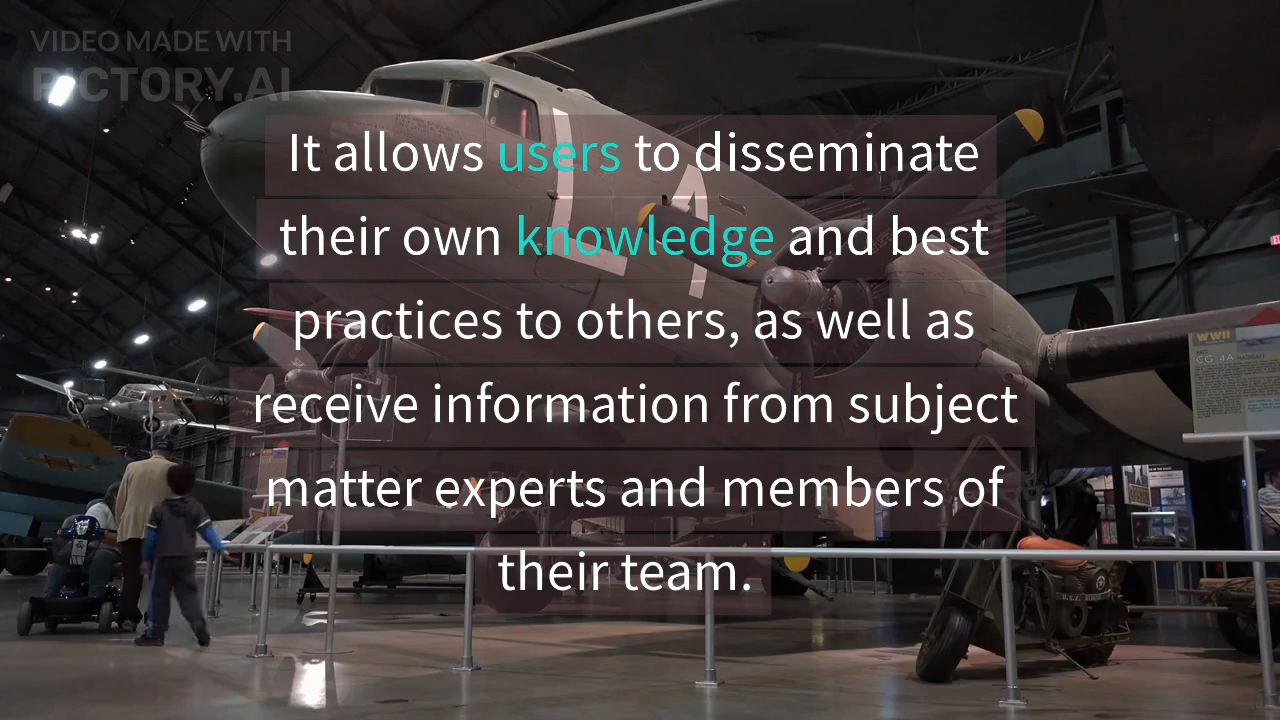 VIDEO MADE WITH
PICTORY.AI
It allows users to disseminate
their own knowledge and best
practices to others, as well as
receive information from subject
matter experts and members of
their team.
L 4
WWII
CG-4A